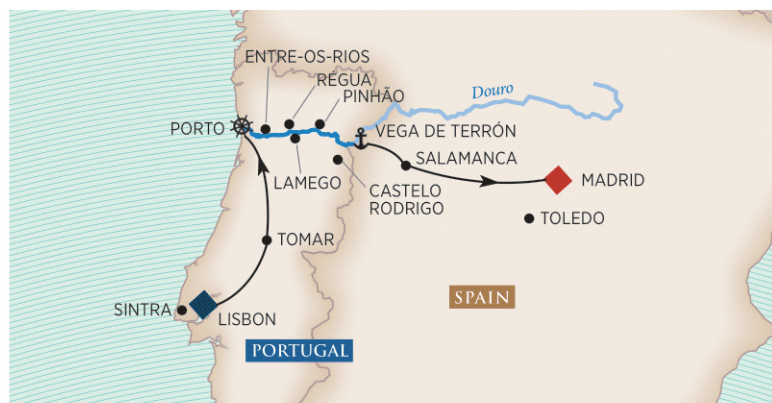 ENTRE-OS-RIOS
RÉGUA
PINHÃO
Douro
PORTO
VEGA DE TERRÓN
SALAMANCA
LAMEGO
CASTELO
RODRIGO
MADRID
TOLEDO
TOMAR
SPAIN
SINTRA
LISBON
PORTUGAL